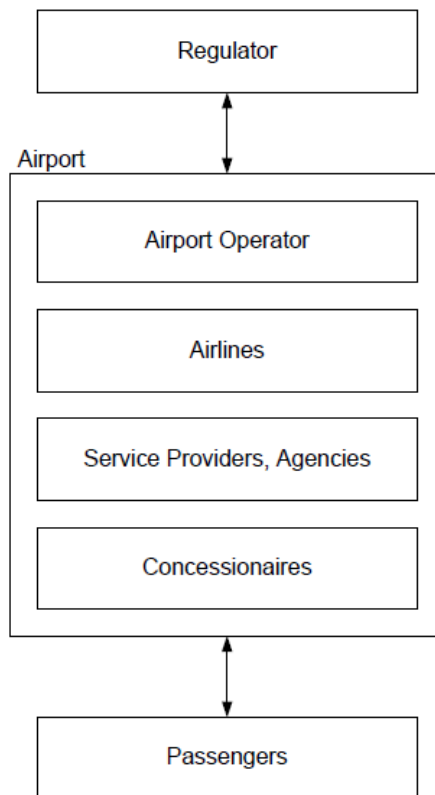 Regulator
Airport
Airport Operator
Airlines
Service Providers, Agencies
Concessionaires
Passengers